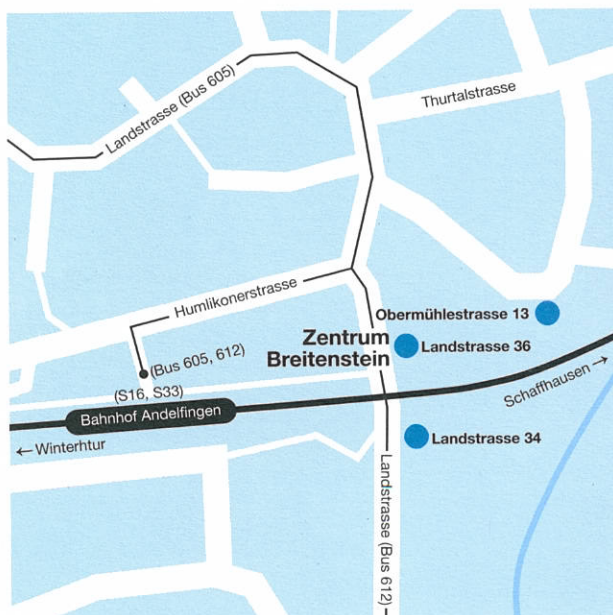 Landstrasse (Bus 605)
Thurtalstrasse
Humlikonerstrasse
Obermühlestrasse 13
Zentrum
Breitenstein
Landstrasse 36
(Bus 605, 612)
(S16, S33)
Schaffhausen →
Bahnhof Andelfingen
← Winterhtur
Landstrasse 34
Landstrasse (Bus 612)